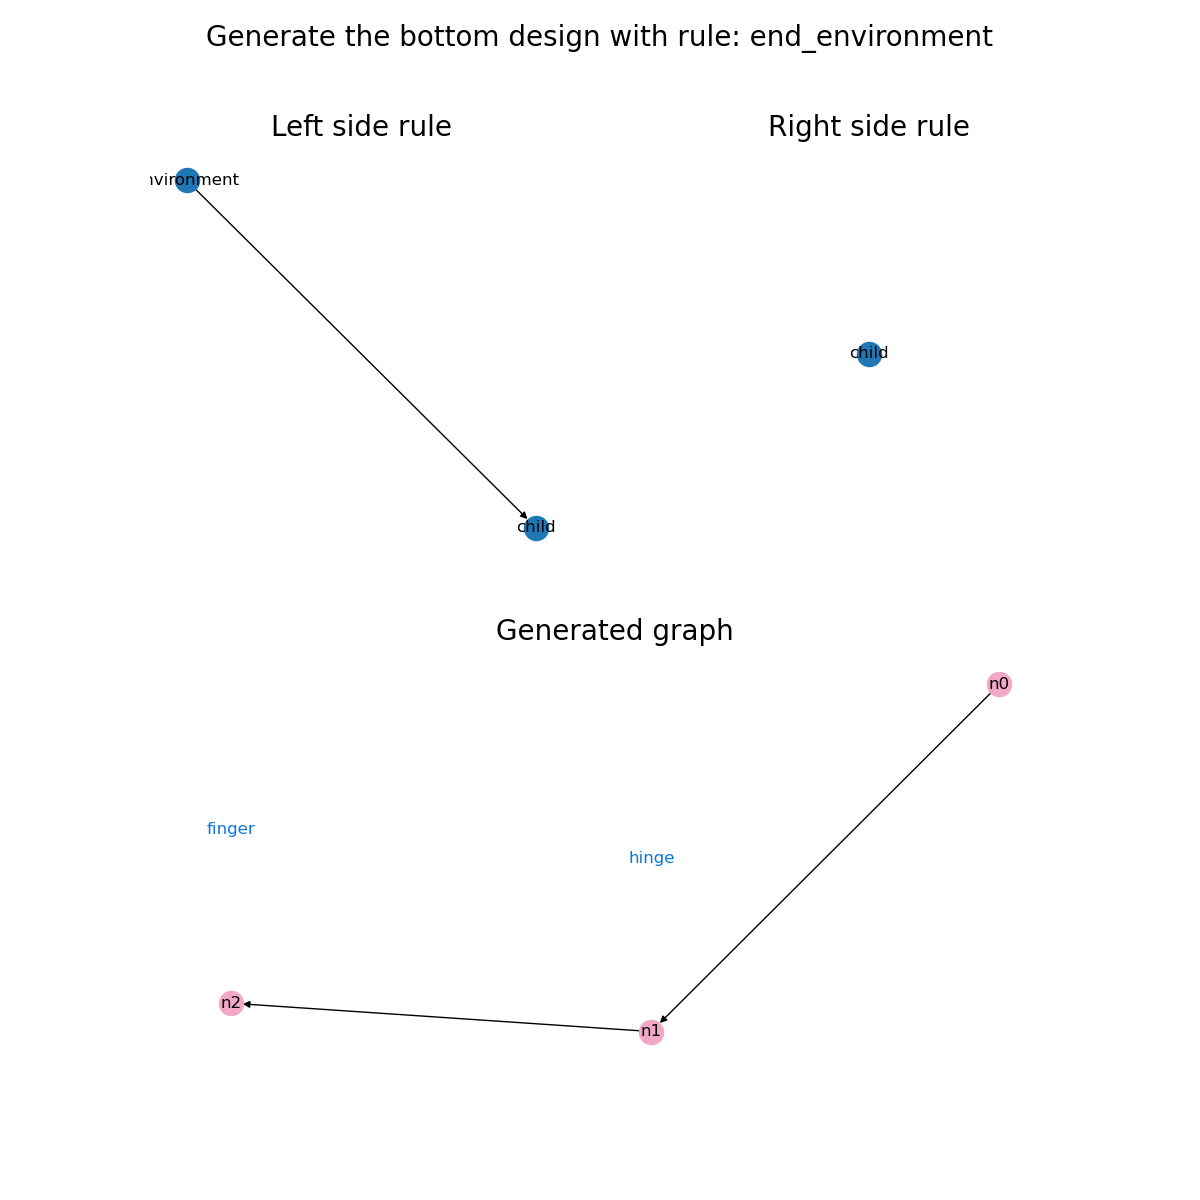 Generate the bottom design with rule: end_environment
Left side rule
Right side rule
nvironment
child
child
Generated graph
n0
finger
hinge
n2
n1